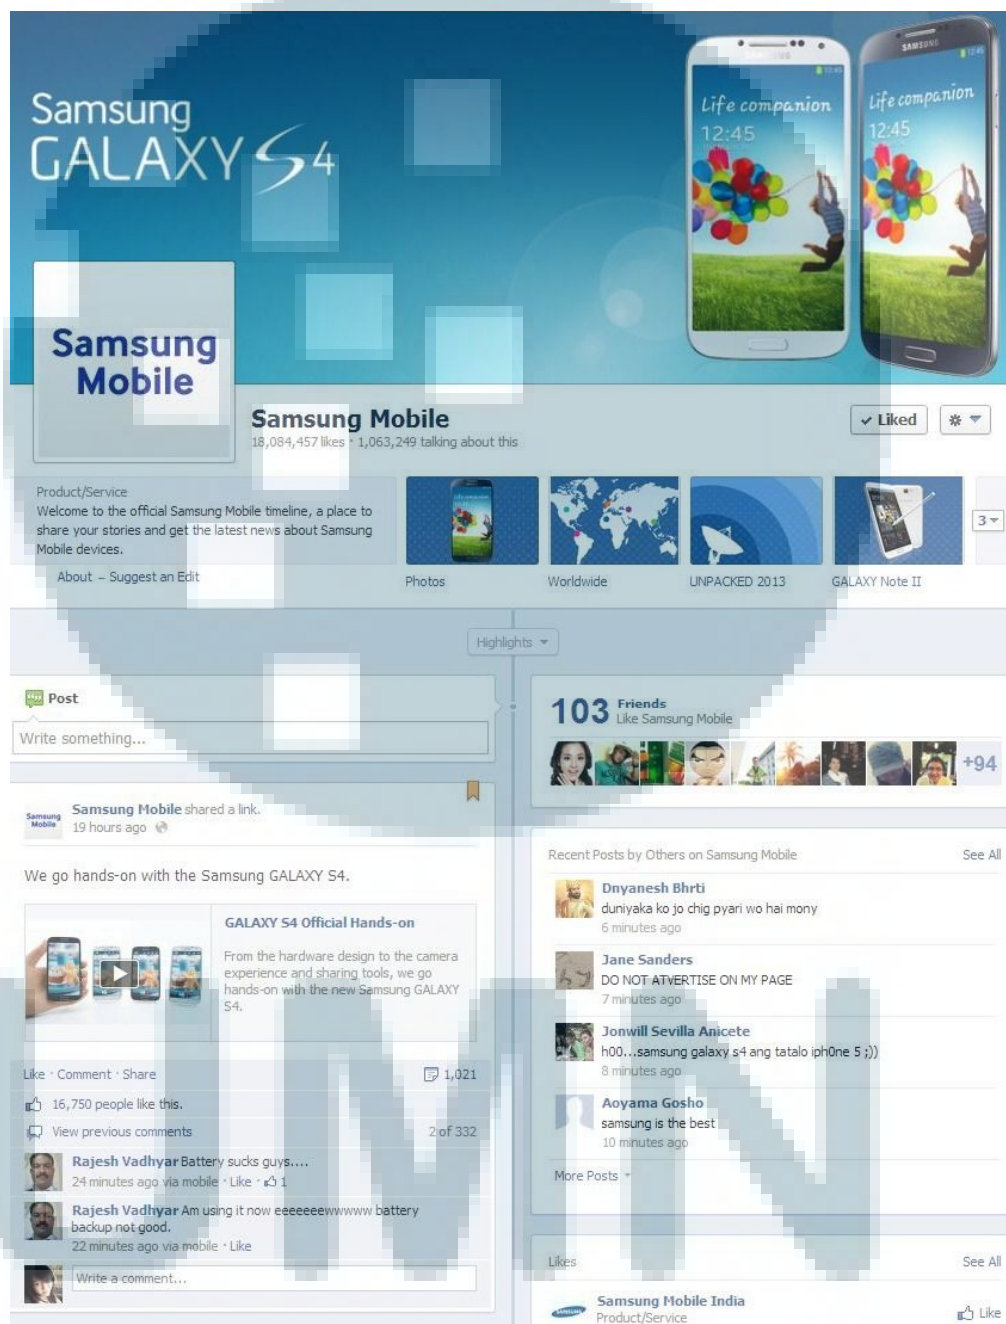 Samsung
GALAXY S4
SAMSUNG
12:45
Life companion
12:45
SAMSUNG
12:45
Life companion
12:45
Samsung
Mobile
Samsung Mobile
18,084,457 likes · 1,063,249 talking about this
Liked
Product/Service
Welcome to the official Samsung Mobile timeline, a place to
share your stories and get the latest news about Samsung
Mobile devices.
About – Suggest an Edit
Photos
Worldwide
UNPACKED 2013
GALAXY Note II
3
Highlights
Post
Write something...
Samsung Mobile shared a link.
19 hours ago
We go hands-on with the Samsung GALAXY S4.
GALAXY S4 Official Hands-on
From the hardware design to the camera
experience and sharing tools, we go
hands-on with the new Samsung GALAXY
S4.
Like · Comment · Share
1,021
16,750 people like this.
View previous comments
2 of 332
Rajesh Vadhyar Battery sucks guys....
24 minutes ago via mobile · Like · 1
Rajesh Vadhyar Am using it now eeeeeeewwwww battery
backup not good.
22 minutes ago via mobile · Like
Write a comment...
103 Friends
Like Samsung Mobile
+94
Recent Posts by Others on Samsung Mobile
See All
Dnyanesh Bhrti
duniyaka ko jo chig pyari wo hai mony
6 minutes ago
Jane Sanders
DO NOT ATVERTISE ON MY PAGE
7 minutes ago
Jonwill Sevilla Anicete
h00...samsung galaxy s4 ang tatalo iph0ne 5 ;))
8 minutes ago
Aoyama Gosho
samsung is the best
10 minutes ago
More Posts
Likes
See All
SAMSUNG
Samsung Mobile India
Product/Service
Like
UMN